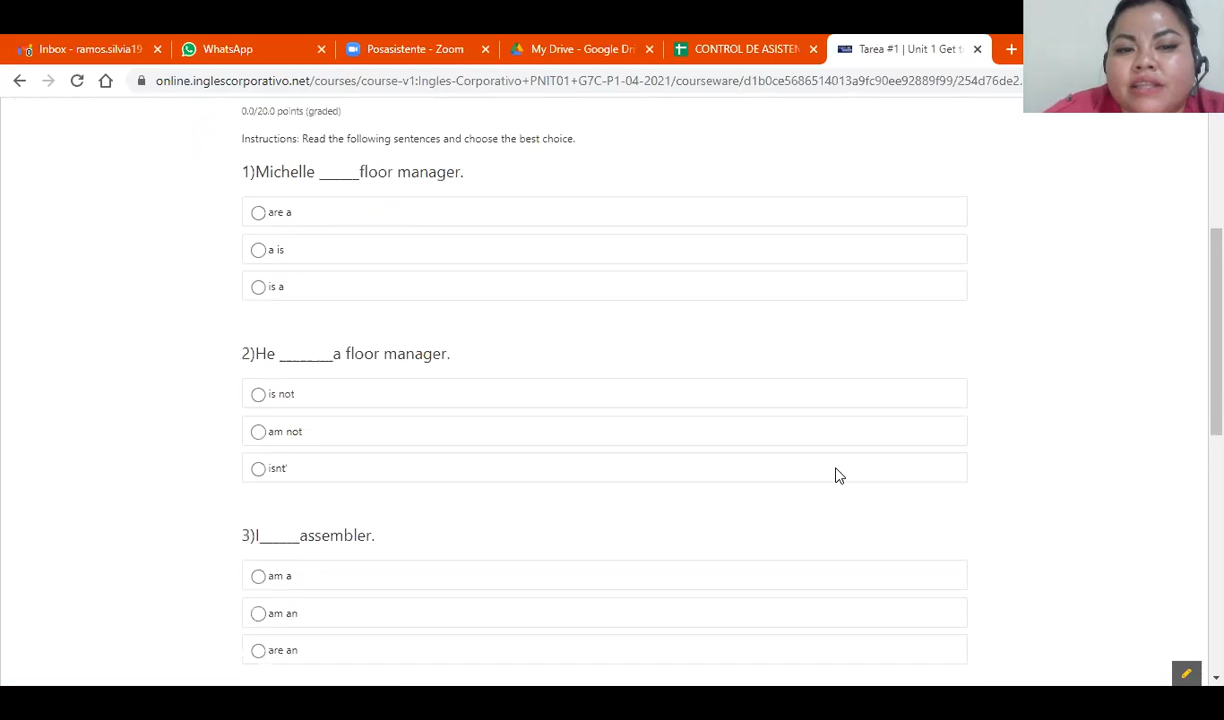 Inbox - ramos.silvia19
WhatsApp
Posasistente - Zoom
My Drive - Google Dri
CONTROL DE ASISTEN
Tarea #1 | Unit 1 Get t
online.inglescorporativo.net/courses/course-v1:Ingles-Corporativo+PNIT01+G7C-P1-04-2021/courseware/d1b0ce5686514013a9fc90ee92889f99/254d76de2...
0.0/20.0 points (graded)
Instructions: Read the following sentences and choose the best choice.
1)Michelle _____floor manager.
are a
a is
is a
2)He _______a floor manager.
is not
am not
isnt'
3)I_____assembler.
am a
am an
are an